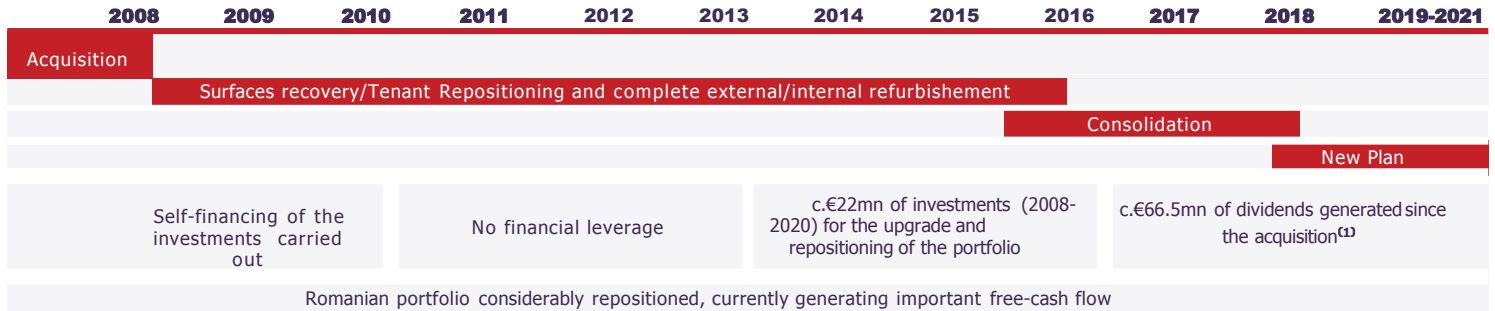 2008 2009 2010 2011 2012 2013 2014 2015 2016 2017 2018 2019-2021
Acquisition
Surfaces recovery/Tenant Repositioning and complete external/internal refurbishement
Consolidation
New Plan
Self-financing of the
investments carried
out
No financial leverage
c.€22mn of investments (2008-
2020) for the upgrade and
repositioning of the portfolio
c.€66.5mn of dividends generated since
the acquisition(1)
Romanian portfolio considerably repositioned, currently generating important free-cash flow